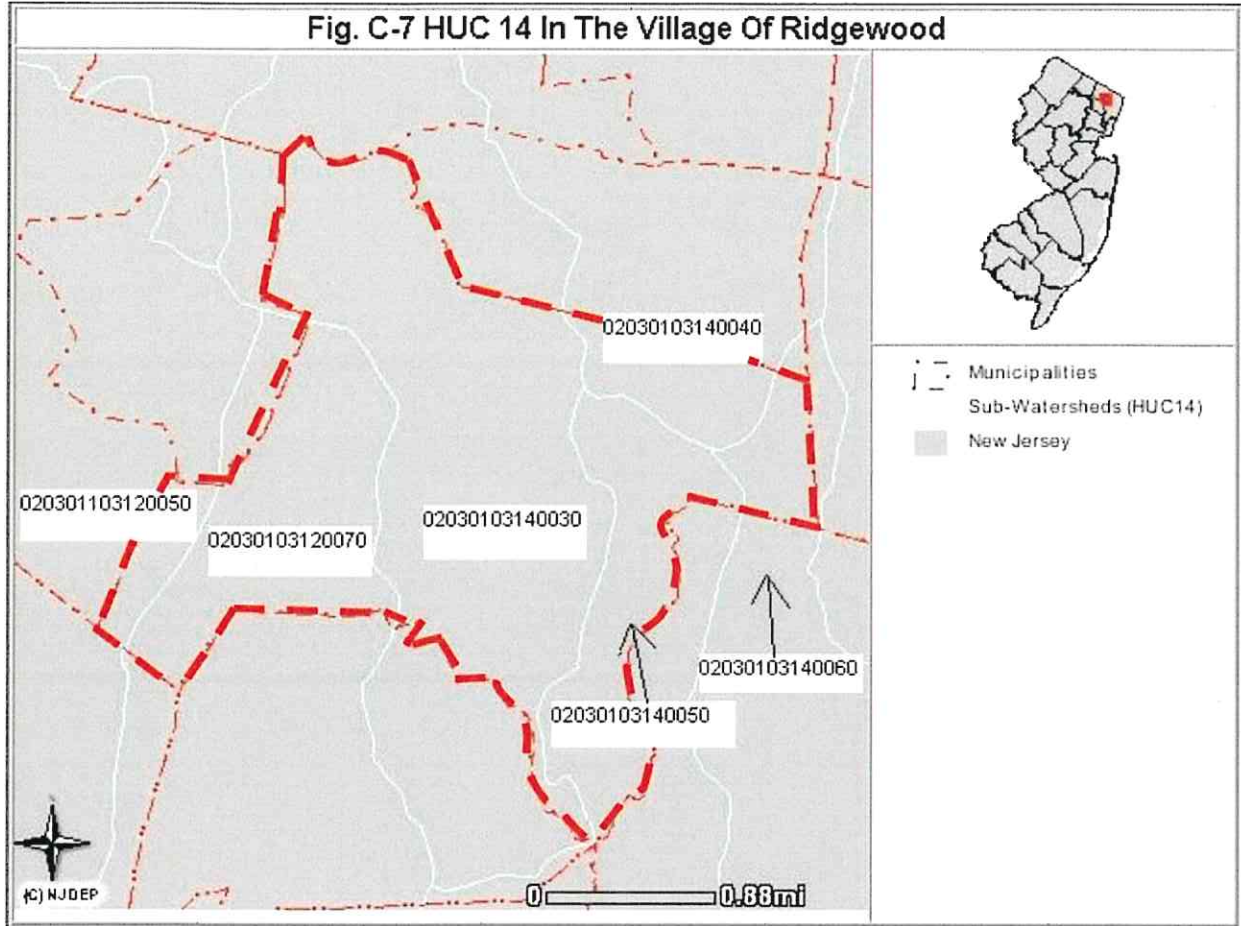 Fig. C-7 HUC 14 In The Village Of Ridgewood
02030103140040
020301103120050
02030103120070
02030103140030
02030103140060
02030103140050
(C) NJDEP
0 0.88mi
Municipalities
Sub-Watersheds (HUC14)
New Jersey